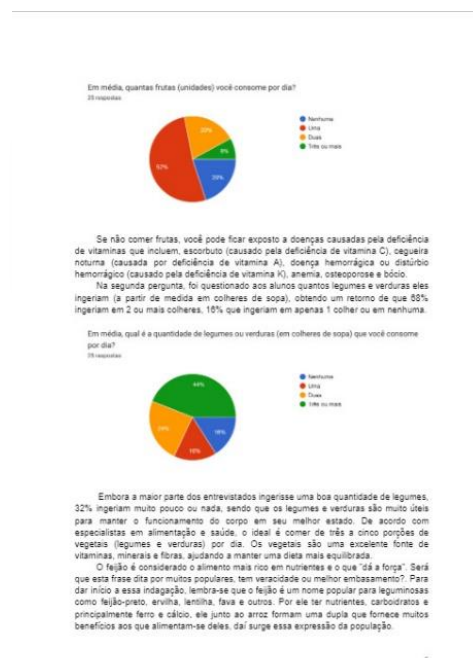 Em média, quantas frutas (unidades) você consome por dia?
25 respostas
Nenhuma
Uma
Duas
Três ou mais
20%
8%
52%
20%
Se não comer frutas, você pode ficar exposto a doenças causadas pela deficiência
de vitaminas que incluem, escorbuto (causado pela deficiência de vitamina C), cegueira
noturna (causada por deficiência de vitamina A), doença hemorrágica ou distúrbio
hemorrágico (causado pela deficiência de vitamina K), anemia, osteoporose e bócio.
Na segunda pergunta, foi questionado aos alunos quantos legumes e verduras eles
ingeriam (a partir de medida em colheres de sopa), obtendo um retorno de que 68%
ingeriam em 2 ou mais colheres, 16% que ingeriam em apenas 1 colher ou em nenhuma.
Em média, qual é a quantidade de legumes ou verduras (em colheres de sopa) que você consome
por dia?
25 respostas
Nenhuma
Uma
Duas
Três ou mais
44%
24%
16%
16%
Embora a maior parte dos entrevistados ingerisse uma boa quantidade de legumes,
32% ingeriam muito pouco ou nada, sendo que os legumes e verduras são muito úteis
para manter o funcionamento do corpo em seu melhor estado. De acordo com
especialistas em alimentação e saúde, o ideal é comer de três a cinco porções de
vegetais (legumes e verduras) por dia. Os vegetais são uma excelente fonte de
vitaminas, minerais e fibras, ajudando a manter uma dieta mais equilibrada.
O feijão é considerado o alimento mais rico em nutrientes e o que "dá a força". Será
que esta frase dita por muitos populares, tem veracidade ou melhor embasamento?. Para
dar início a essa indagação, lembra-se que o feijão é um nome popular para leguminosas
como feijão-preto, ervilha, lentilha, fava e outros. Por ele ter nutrientes, carboidratos e
principalmente ferro e cálcio, ele junto ao arroz formam uma dupla que fornece muitos
benefícios aos que alimentam-se deles, daí surge essa expressão da população.